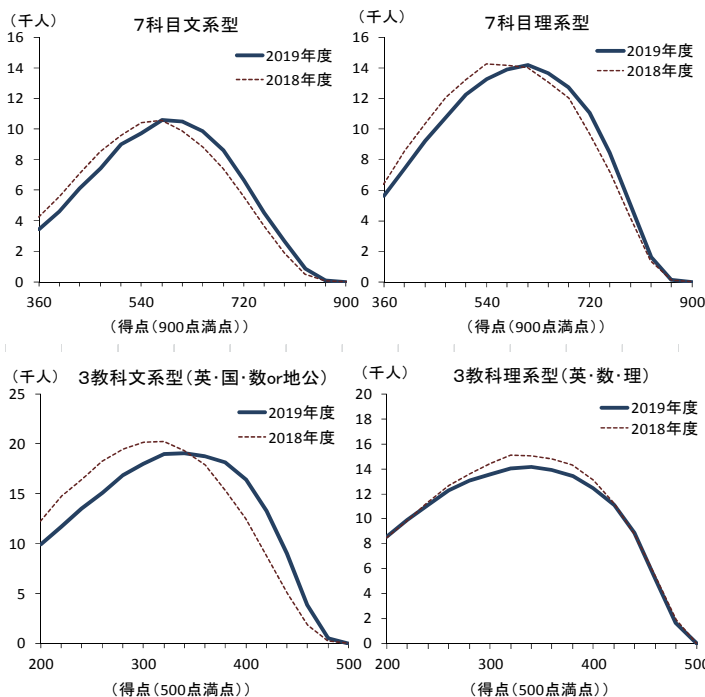 （千人）
７科目文系型
16
14
12
10
8
6
4
2
0
2019年度
2018年度
360
540
720
900
（得点（900点満点））
（千人）
７科目理系型
16
14
12
10
8
6
4
2
0
2019年度
2018年度
360
540
720
900
（得点（900点満点））
（千人）
３教科文系型（英・国・数or地公）
25
20
15
10
5
0
2019年度
2018年度
200
300
400
500
（得点（500点満点））
（千人）
３教科理系型（英・数・理）
20
18
16
14
12
10
8
6
4
2
0
2019年度
2018年度
200
300
400
500
（得点（500点満点））